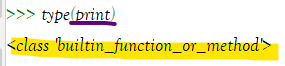 >>> type(print)
<class 'builtin_function_or_method'>